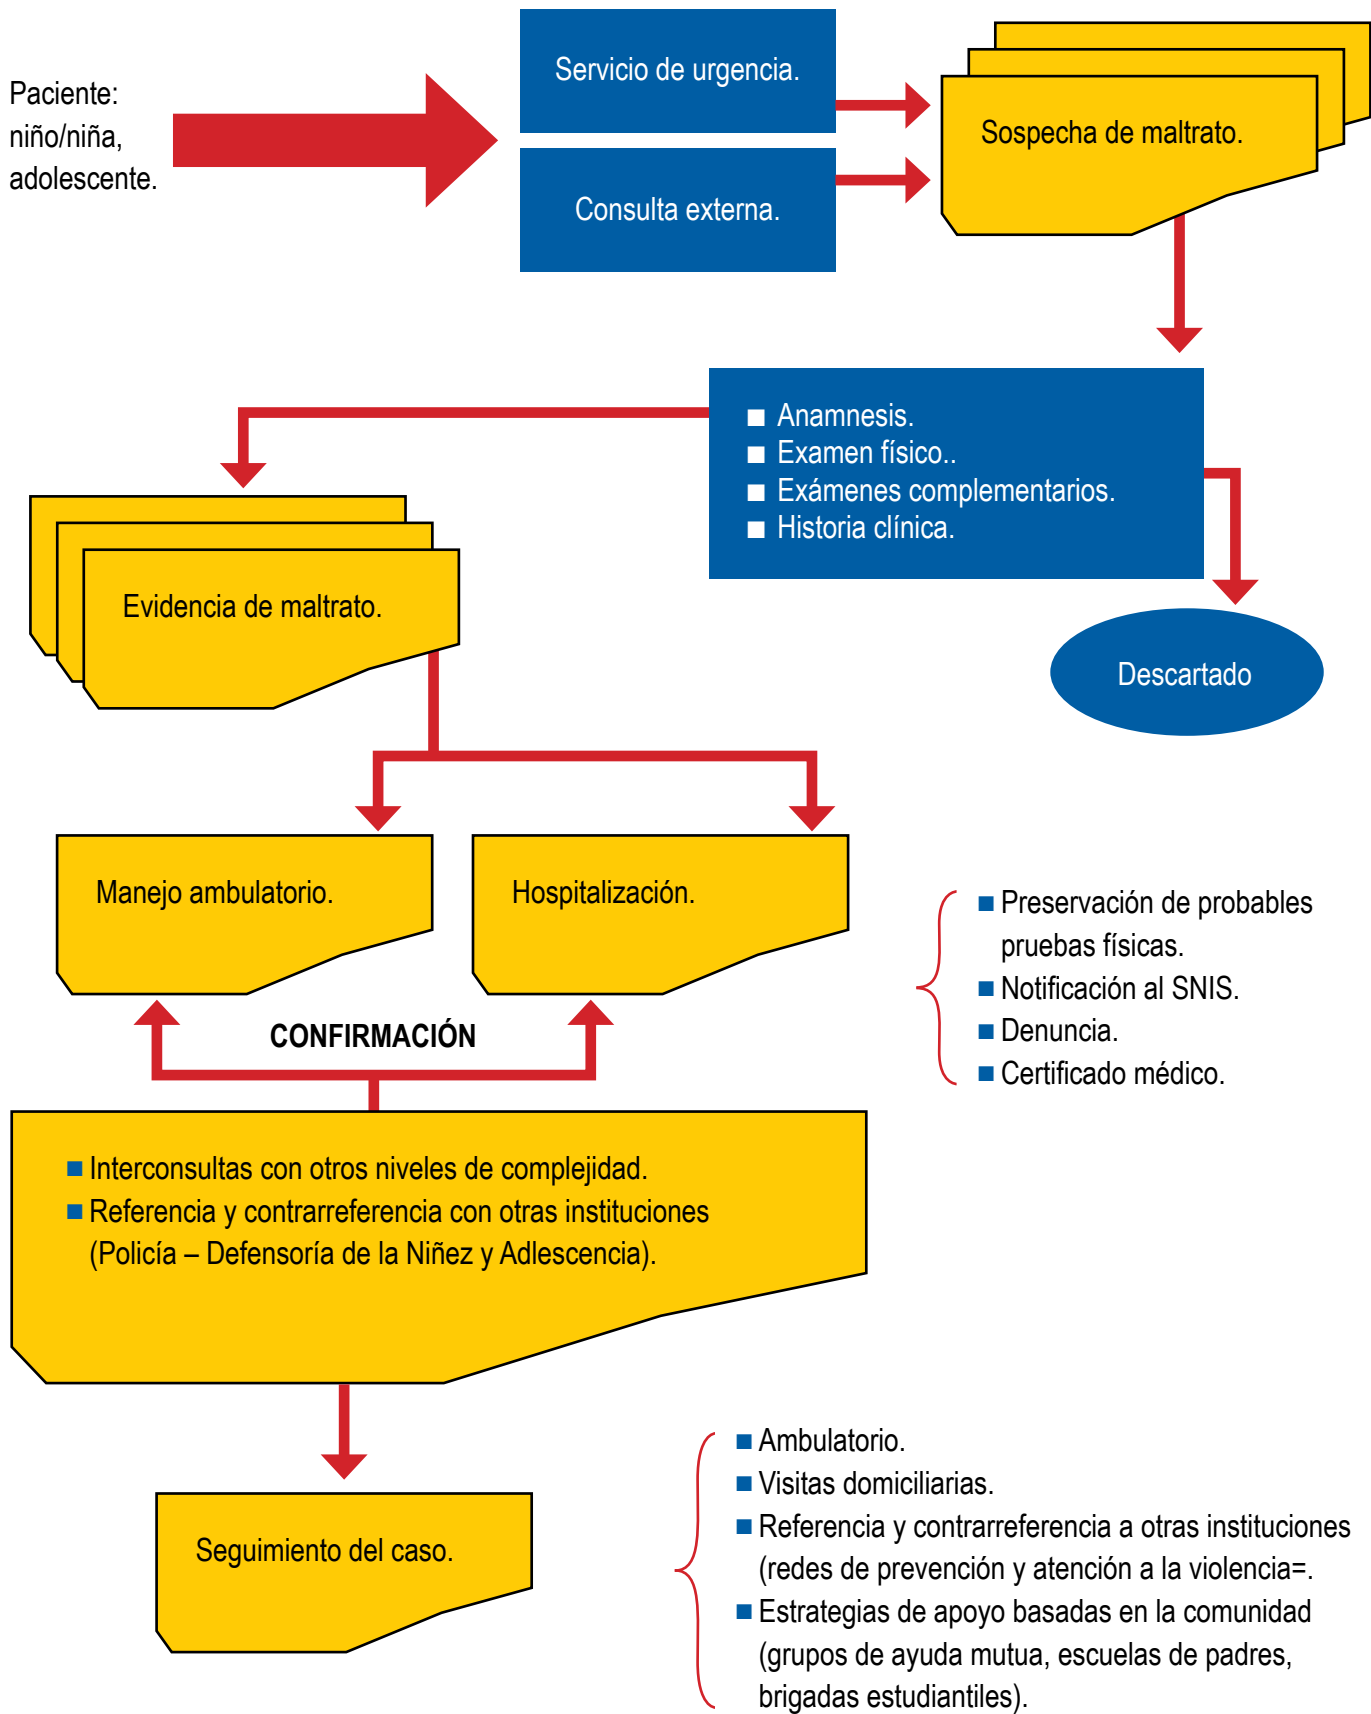 Paciente:
niño/niña,
adolescente.
Servicio de urgencia.
Consulta externa.
Sospecha de maltrato.
■ Anamnesis.
■ Examen físico..
■ Exámenes complementarios.
■ Historia clínica.
Evidencia de maltrato.
Descartado
Manejo ambulatorio.
Hospitalización.
■ Preservación de probables
pruebas físicas.
■ Notificación al SNIS.
■ Denuncia.
■ Certificado médico.
CONFIRMACIÓN
■ Interconsultas con otros niveles de complejidad.
■ Referencia y contrarreferencia con otras instituciones
(Policía – Defensoría de la Niñez y Adlescencia).
Seguimiento del caso.
■ Ambulatorio.
■ Visitas domiciliarias.
■ Referencia y contrarreferencia a otras instituciones
(redes de prevención y atención a la violencia=.
■ Estrategias de apoyo basadas en la comunidad
(grupos de ayuda mutua, escuelas de padres,
brigadas estudiantiles).